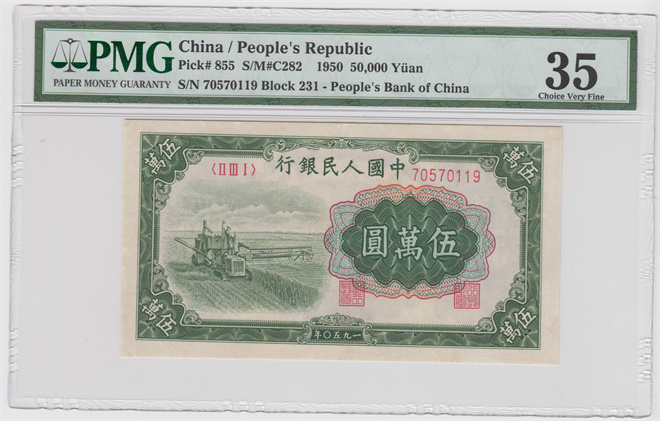 PMG
PAPER MONEY GUARANTY
China / People's Republic
Pick# 855 S/M#C282 1950 50,000 Yüan
S/N 70570119 Block 231 - People's Bank of China
35
Choice Very Fine
伍萬
伍萬
〈II III I〉
行銀民人國中
70570119
圓萬伍
伍萬
年〇五九一
伍萬